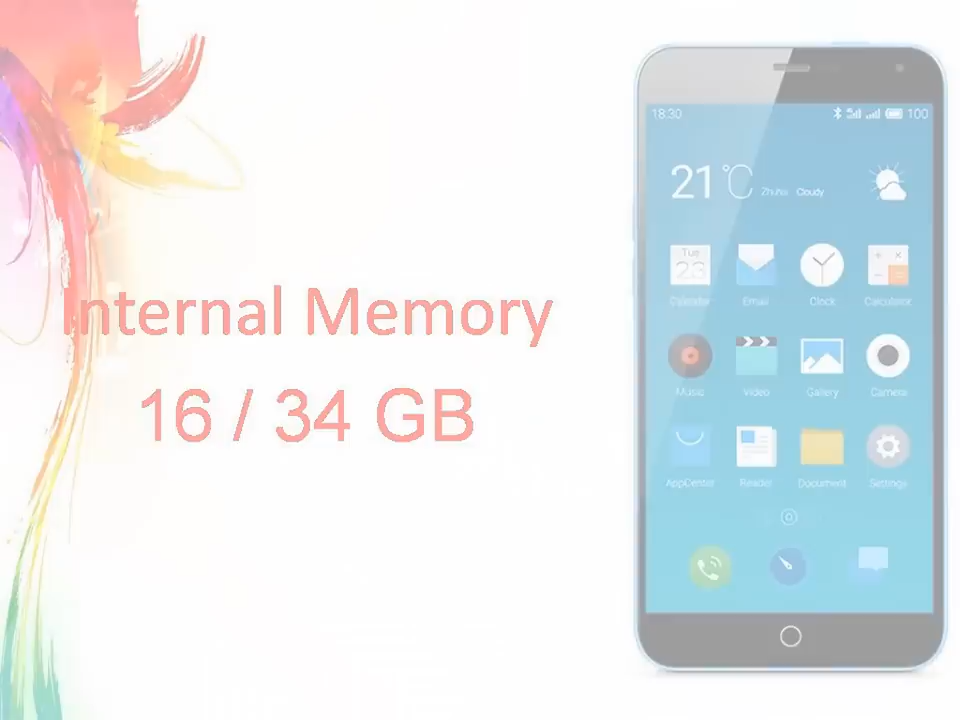 Internal Memory
16 / 34 GB
18:30
100
21 °C Zhuhai Cloudy
Tue
23
Calendar Email Clock Calculator
Music Video Gallery Camera
AppCenter Reader Document Settings